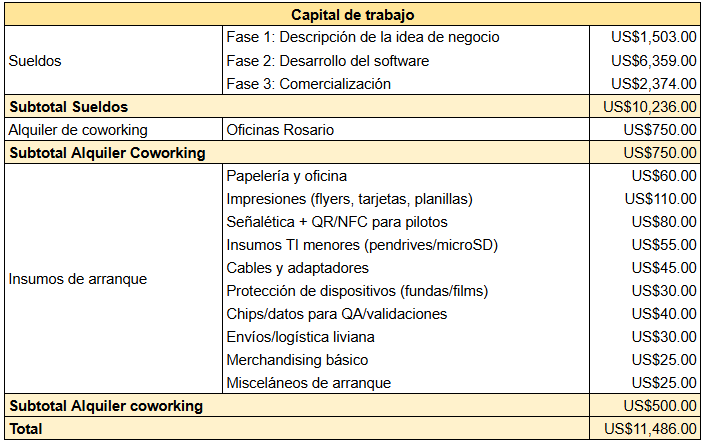 Capital de trabajo
Sueldos
Fase 1: Descripción de la idea de negocio US$1,503.00
Fase 2: Desarrollo del software US$6,359.00
Fase 3: Comercialización US$2,374.00
Subtotal Sueldos US$10,236.00
Alquiler de coworking Oficinas Rosario US$750.00
Subtotal Alquiler Coworking US$750.00
Insumos de arranque
Papelería y oficina US$60.00
Impresiones (flyers, tarjetas, planillas) US$110.00
Señalética + QR/NFC para pilotos US$80.00
Insumos TI menores (pendrives/microSD) US$55.00
Cables y adaptadores US$45.00
Protección de dispositivos (fundas/films) US$30.00
Chips/datos para QA/validaciones US$40.00
Envíos/logística liviana US$30.00
Merchandising básico US$25.00
Misceláneos de arranque US$25.00
Subtotal Alquiler coworking US$500.00
Total US$11,486.00